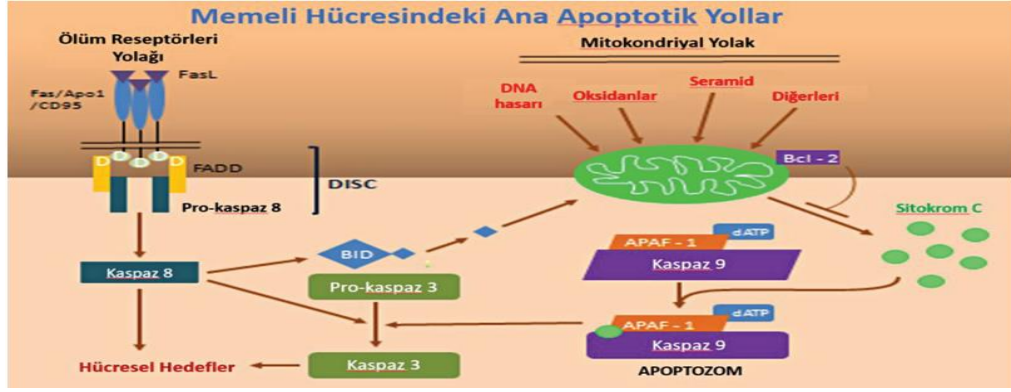 Memeli Hücresindeki Ana Apoptotik Yollar
Ölüm Reseptörleri
Yolağı
FasL
Fas/Apo1
/CD95
D
D
D
D
D
FADD
DISC
Pro-kaspaz 8
Kaspaz 8
BID
Pro-kaspaz 3
Kaspaz 3
Hücresel Hedefler
Mitokondriyal Yolak
DNA
hasarı
Oksidanlar
Seramid
Diğerleri
Bcl - 2
Sitokrom C
dATP
APAF - 1
Kaspaz 9
dATP
APAF - 1
Kaspaz 9
APOPTOZOM